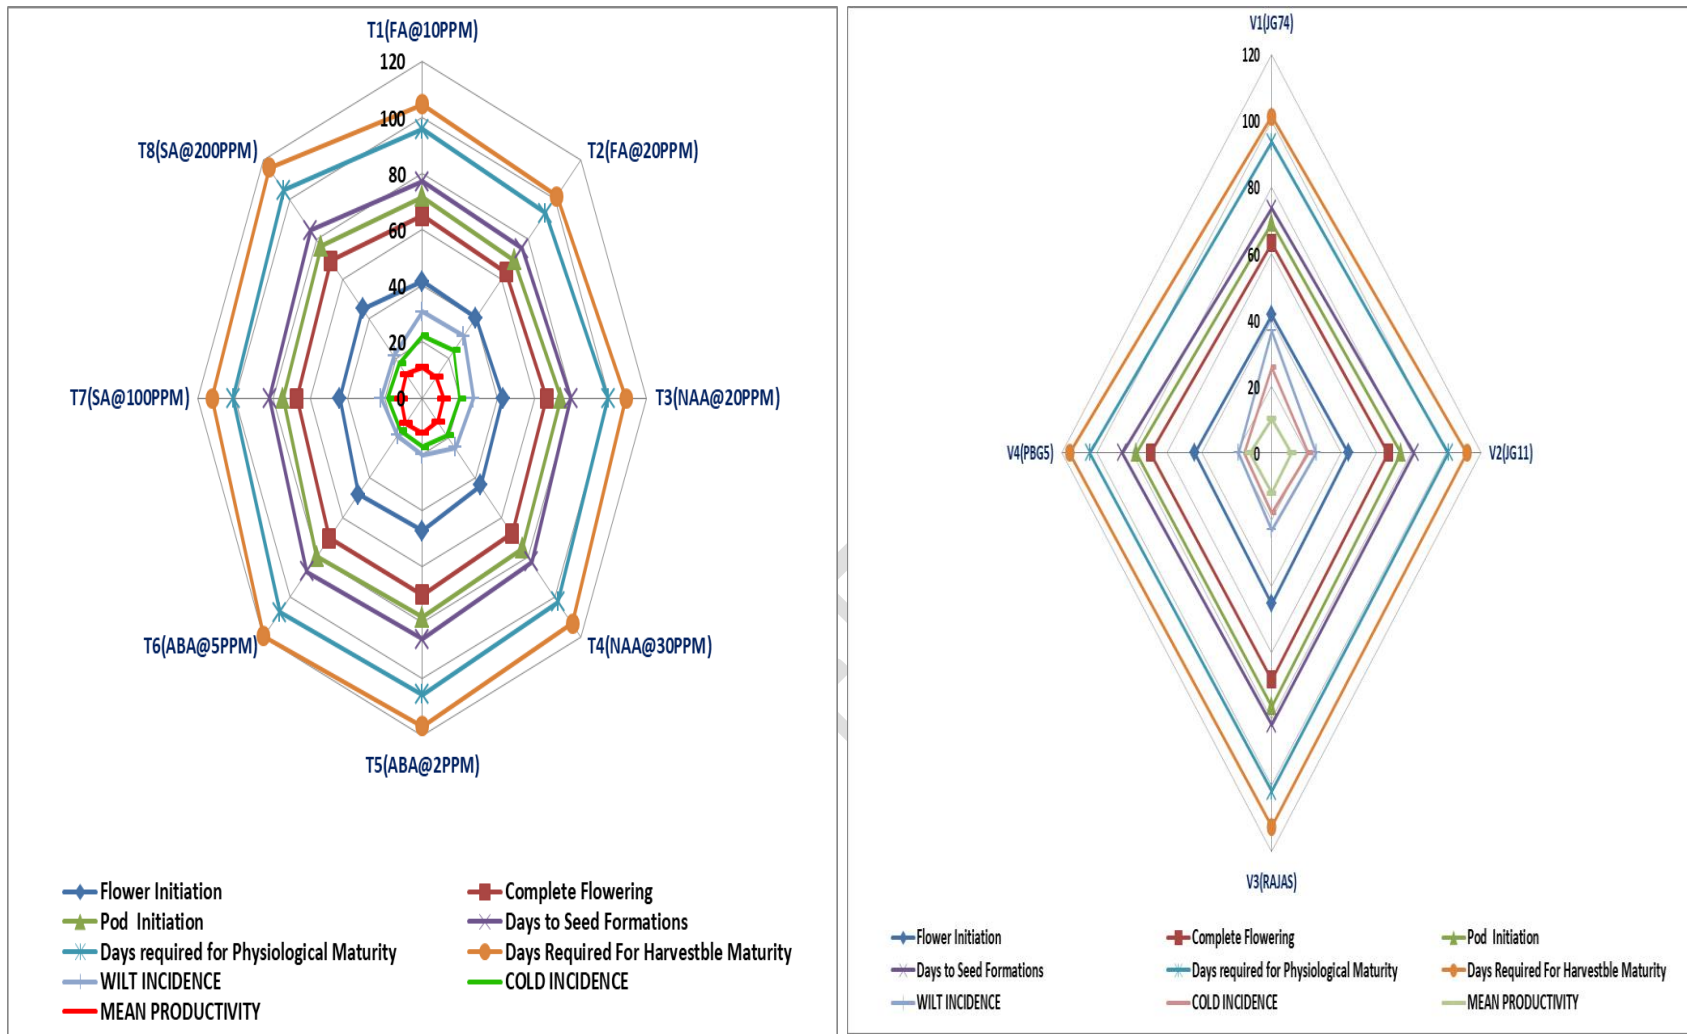 T1(FA@10PPM)
120
100
80
60
40
20
0
T2(FA@20PPM)
T3(NAA@20PPM)
T4(NAA@30PPM)
T5(ABA@2PPM)
T6(ABA@5PPM)
T7(SA@100PPM)
T8(SA@200PPM)
Flower Initiation
Complete Flowering
Pod Initiation
Days to Seed Formations
Days required for Physiological Maturity
Days Required For Harvestble Maturity
WILT INCIDENCE
COLD INCIDENCE
MEAN PRODUCTIVITY
V1(JG74)
120
100
80
60
40
20
0
V2(JG11)
V3(RAJAS)
V4(PBG5)
Flower Initiation
Complete Flowering
Pod Initiation
Days to Seed Formations
Days required for Physiological Maturity
Days Required For Harvestble Maturity
WILT INCIDENCE
COLD INCIDENCE
MEAN PRODUCTIVITY